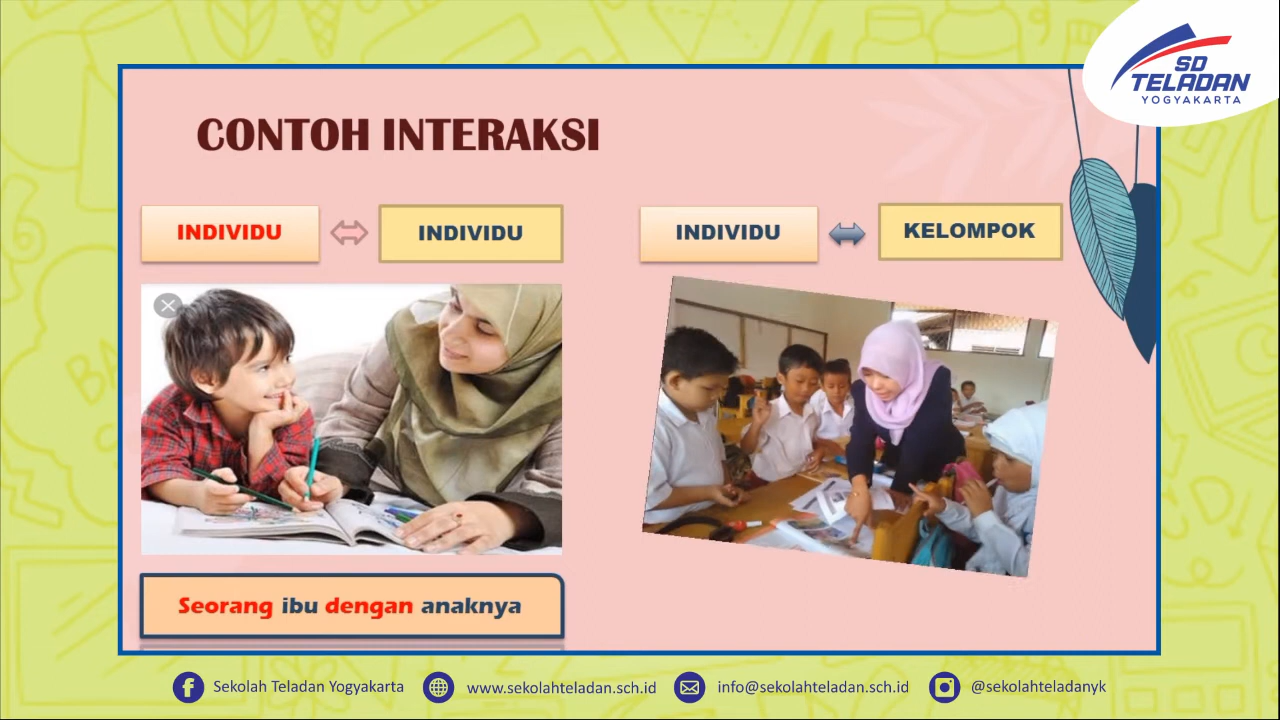 SD
TELADAN
YOGYAKARTA
CONTOH INTERAKSI
INDIVIDU
INDIVIDU
INDIVIDU
KELOMPOK
Seorang ibu dengan anaknya
Sekolah Teladan Yogyakarta
www.sekolahteladan.sch.id
info@sekolahteladan.sch.id
@sekolahteladanyk